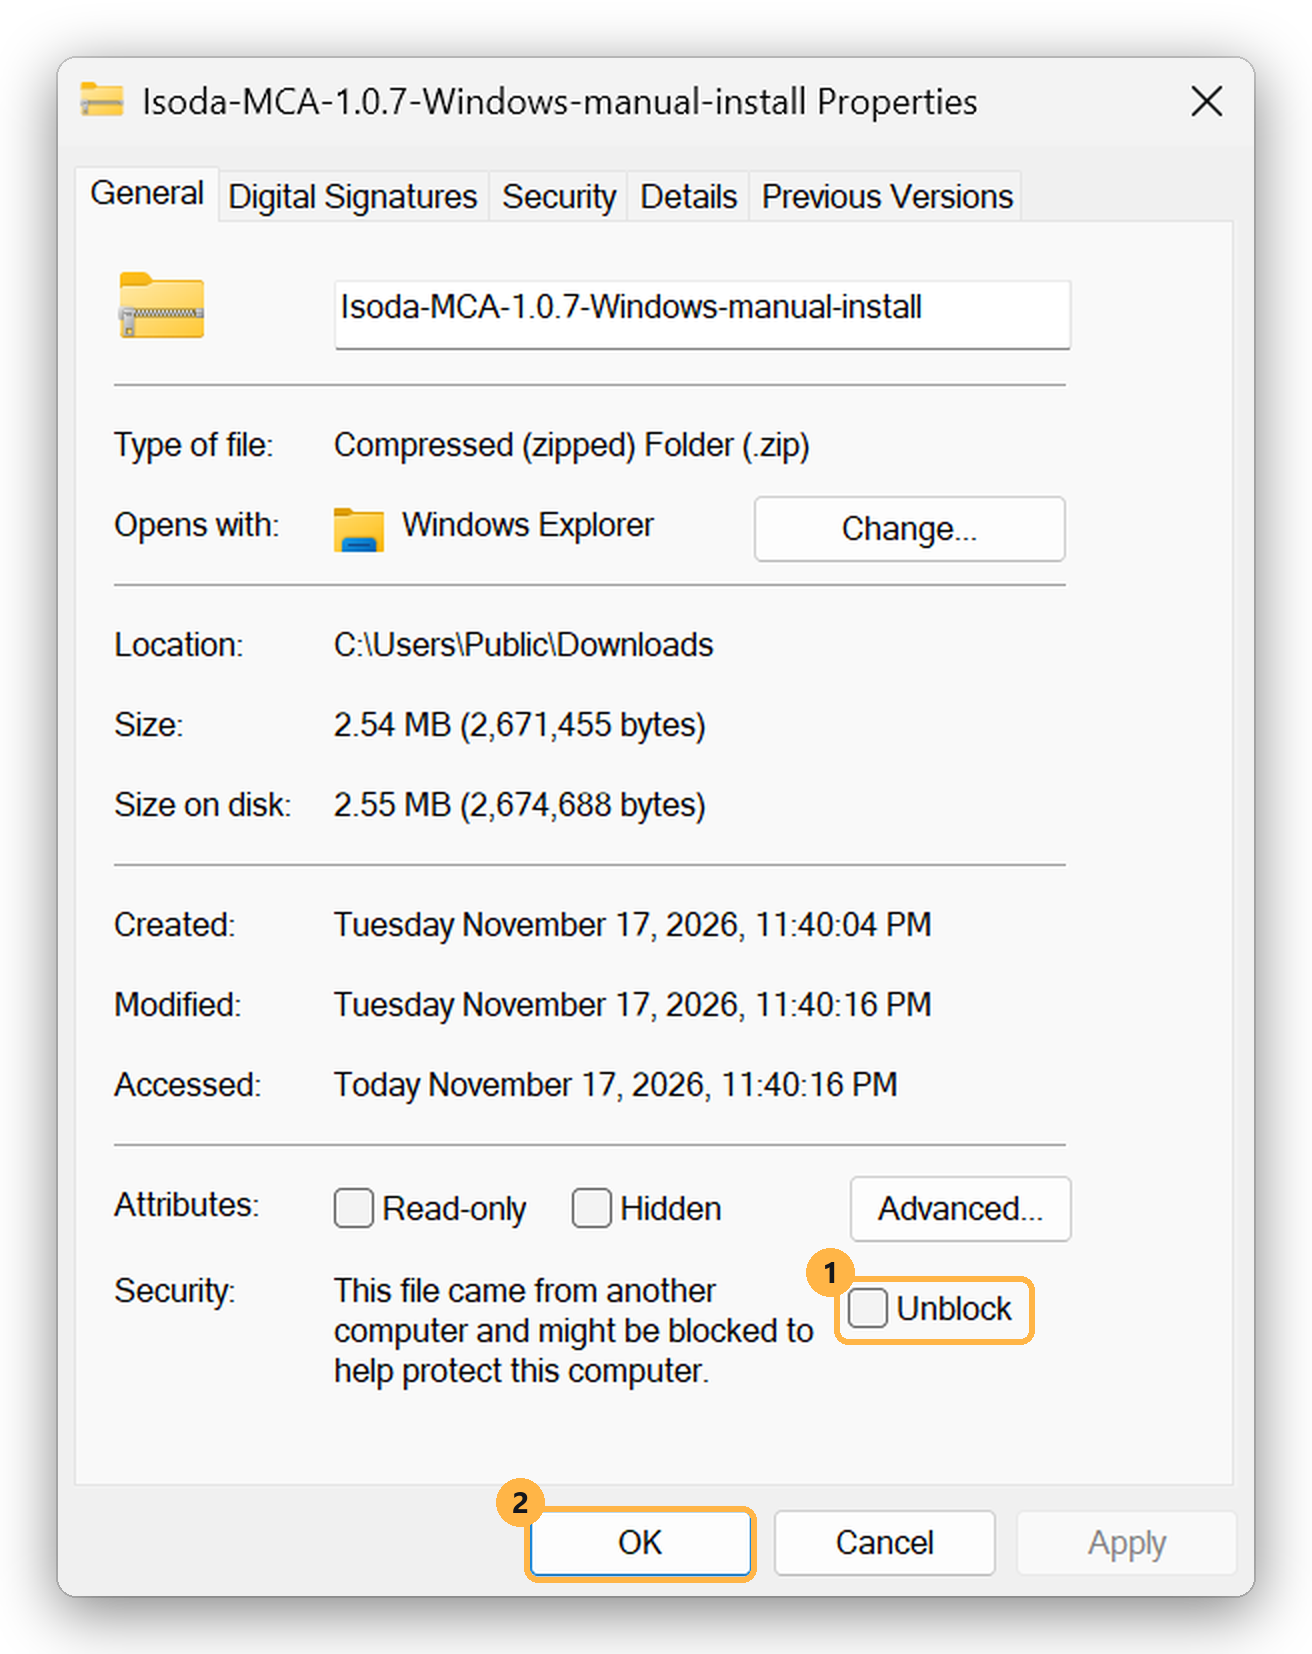 Isoda-MCA-1.0.7-Windows-manual-install Properties
General Digital Signatures Security Details Previous Versions
Isoda-MCA-1.0.7-Windows-manual-install
Type of file: Compressed (zipped) Folder (.zip)
Opens with: Windows Explorer Change...
Location: C:\Users\Public\Downloads
Size: 2.54 MB (2,671,455 bytes)
Size on disk: 2.55 MB (2,674,688 bytes)
Created: Tuesday November 17, 2026, 11:40:04 PM
Modified: Tuesday November 17, 2026, 11:40:16 PM
Accessed: Today November 17, 2026, 11:40:16 PM
Attributes: Read-only Hidden Advanced...
Security: This file came from another
computer and might be blocked to
help protect this computer.
1
Unblock
2
OK Cancel Apply